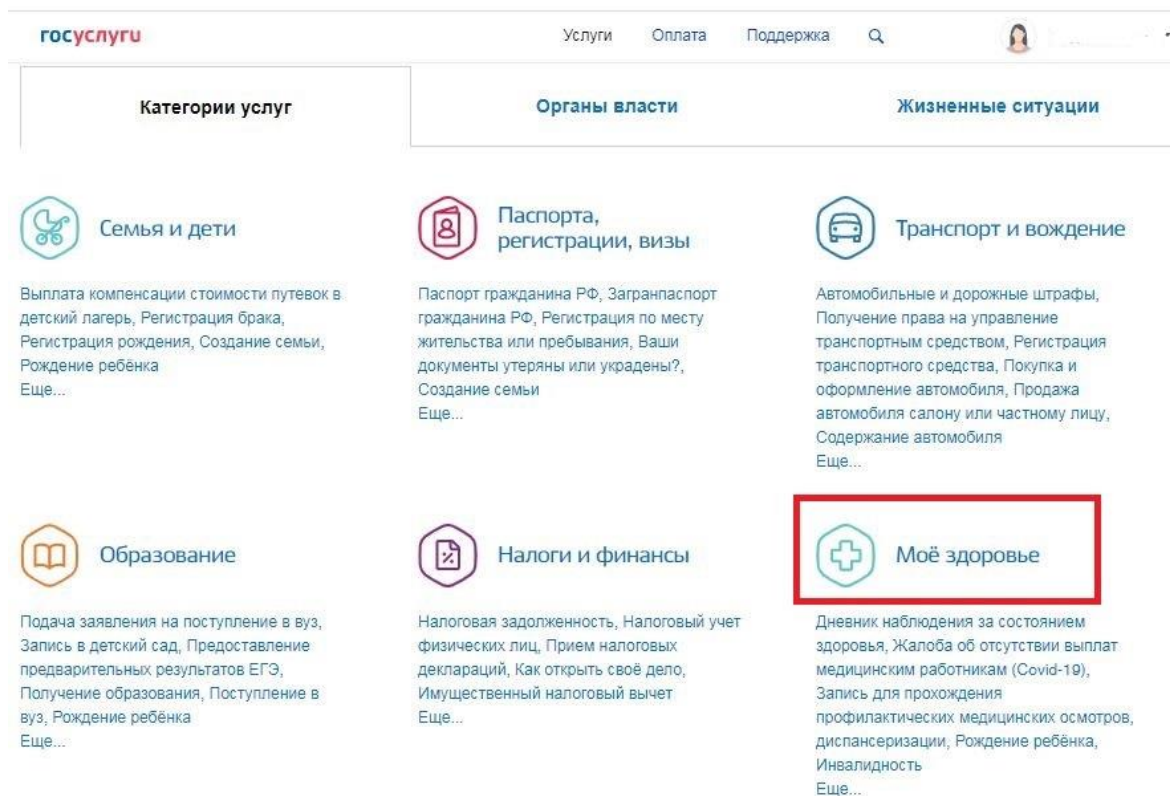 госуслуги
Услуги Оплата Поддержка
Категории услуг
Органы власти
Жизненные ситуации
Семья и дети
Выплата компенсации стоимости путевок в
детский лагерь, Регистрация брака,
Регистрация рождения, Создание семьи,
Рождение ребёнка
Еще...
Паспорта,
регистрации, визы
Паспорт гражданина РФ, Загранпаспорт
гражданина РФ, Регистрация по месту
жительства или пребывания, Ваши
документы утеряны или украдены?,
Создание семьи
Еще...
Транспорт и вождение
Автомобильные и дорожные штрафы,
Получение права на управление
транспортным средством, Регистрация
транспортного средства, Покупка и
оформление автомобиля, Продажа
автомобиля салону или частному лицу,
Содержание автомобиля
Еще...
Образование
Подача заявления на поступление в вуз,
Запись в детский сад, Предоставление
предварительных результатов ЕГЭ,
Получение образования, Поступление в
вуз, Рождение ребёнка
Еще...
Налоги и финансы
Налоговая задолженность, Налоговый учет
физических лиц, Прием налоговых
деклараций, Как открыть своё дело,
Имущественный налоговый вычет
Еще...
Моё здоровье
Дневник наблюдения за состоянием
здоровья, Жалоба об отсутствии выплат
медицинским работникам (Covid-19),
Запись для прохождения
профилактических медицинских осмотров,
диспансеризации, Рождение ребёнка,
Инвалидность
Еще...